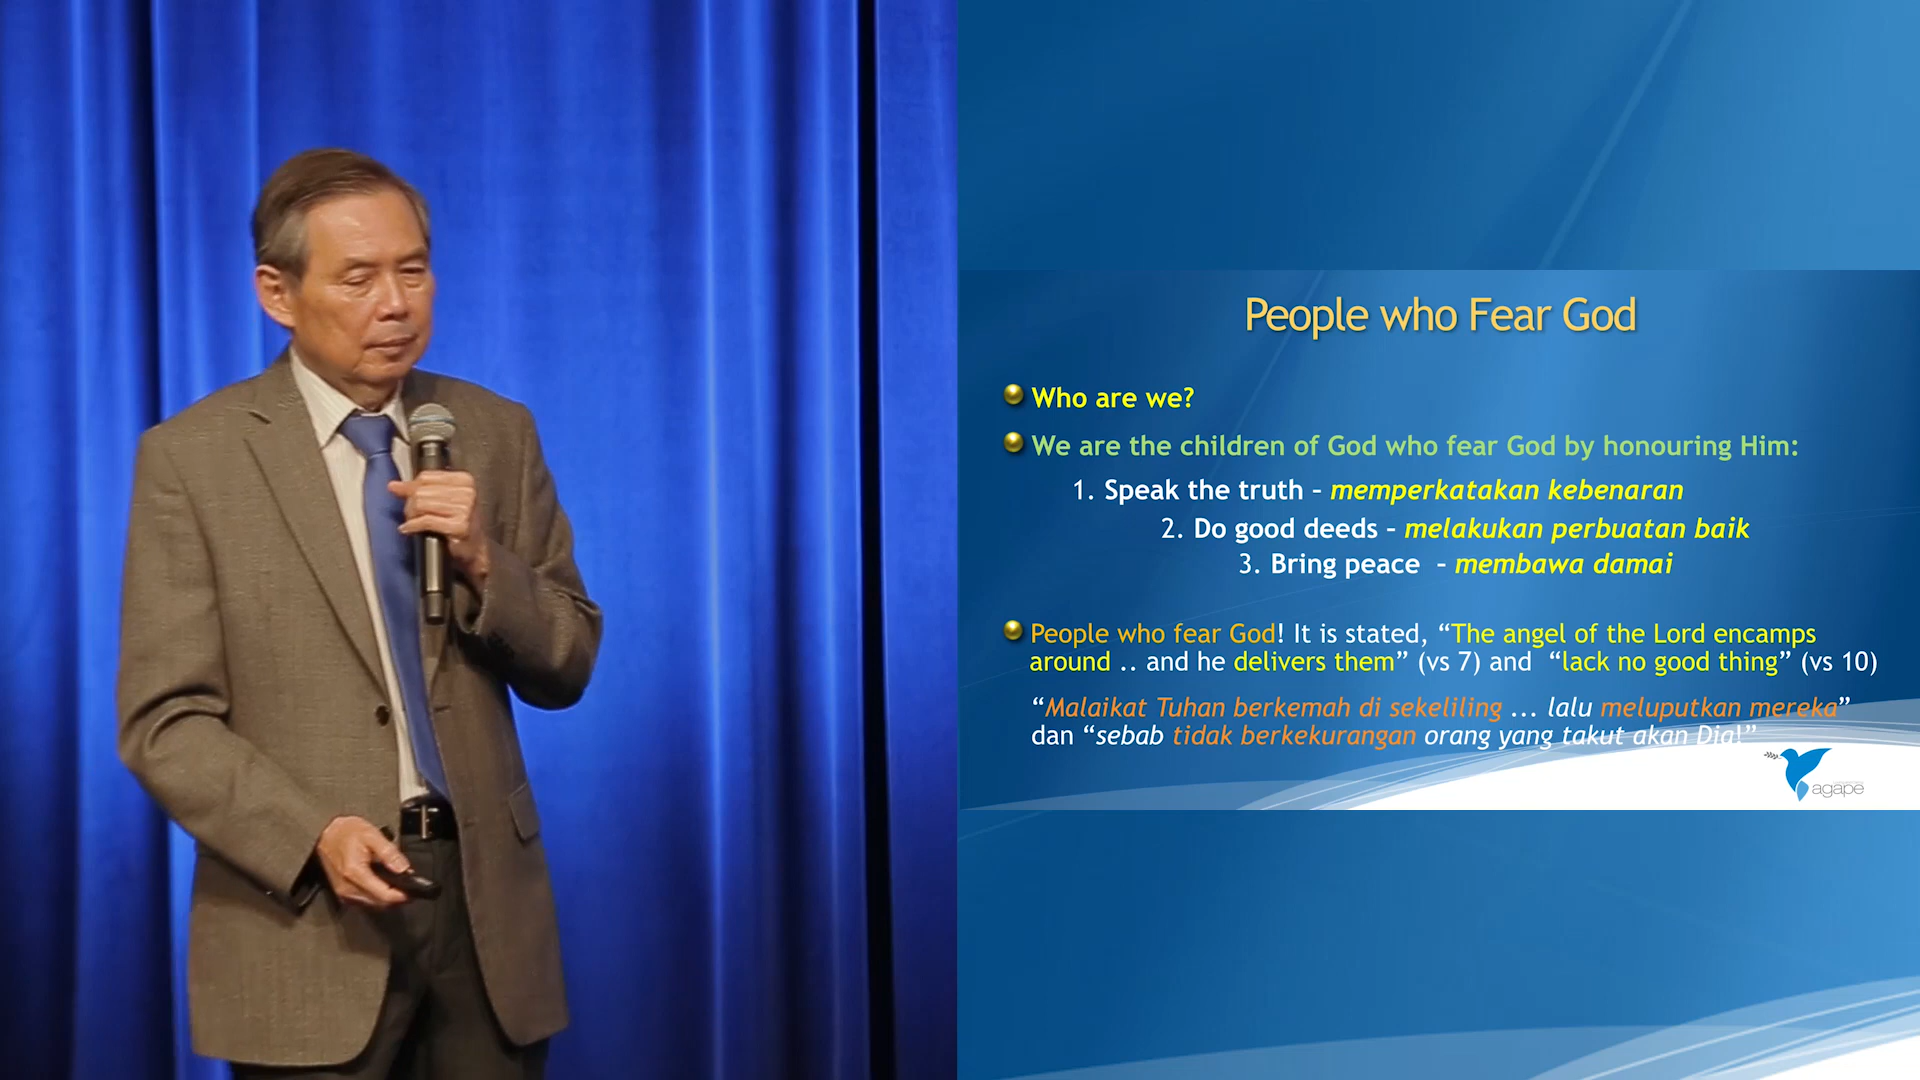 People who Fear God
Who are we?
We are the children of God who fear God by honouring Him:
1. Speak the truth – memperkatakan kebenaran
2. Do good deeds – melakukan perbuatan baik
3. Bring peace – membawa damai
People who fear God! It is stated, “The angel of the Lord encamps
around .. and he delivers them” (vs 7) and “lack no good thing” (vs 10)
“Malaikat Tuhan berkemah di sekeliling ... lalu meluputkan mereka”
dan “sebab tidak berkekurangan orang yang takut akan Dia!”
agape